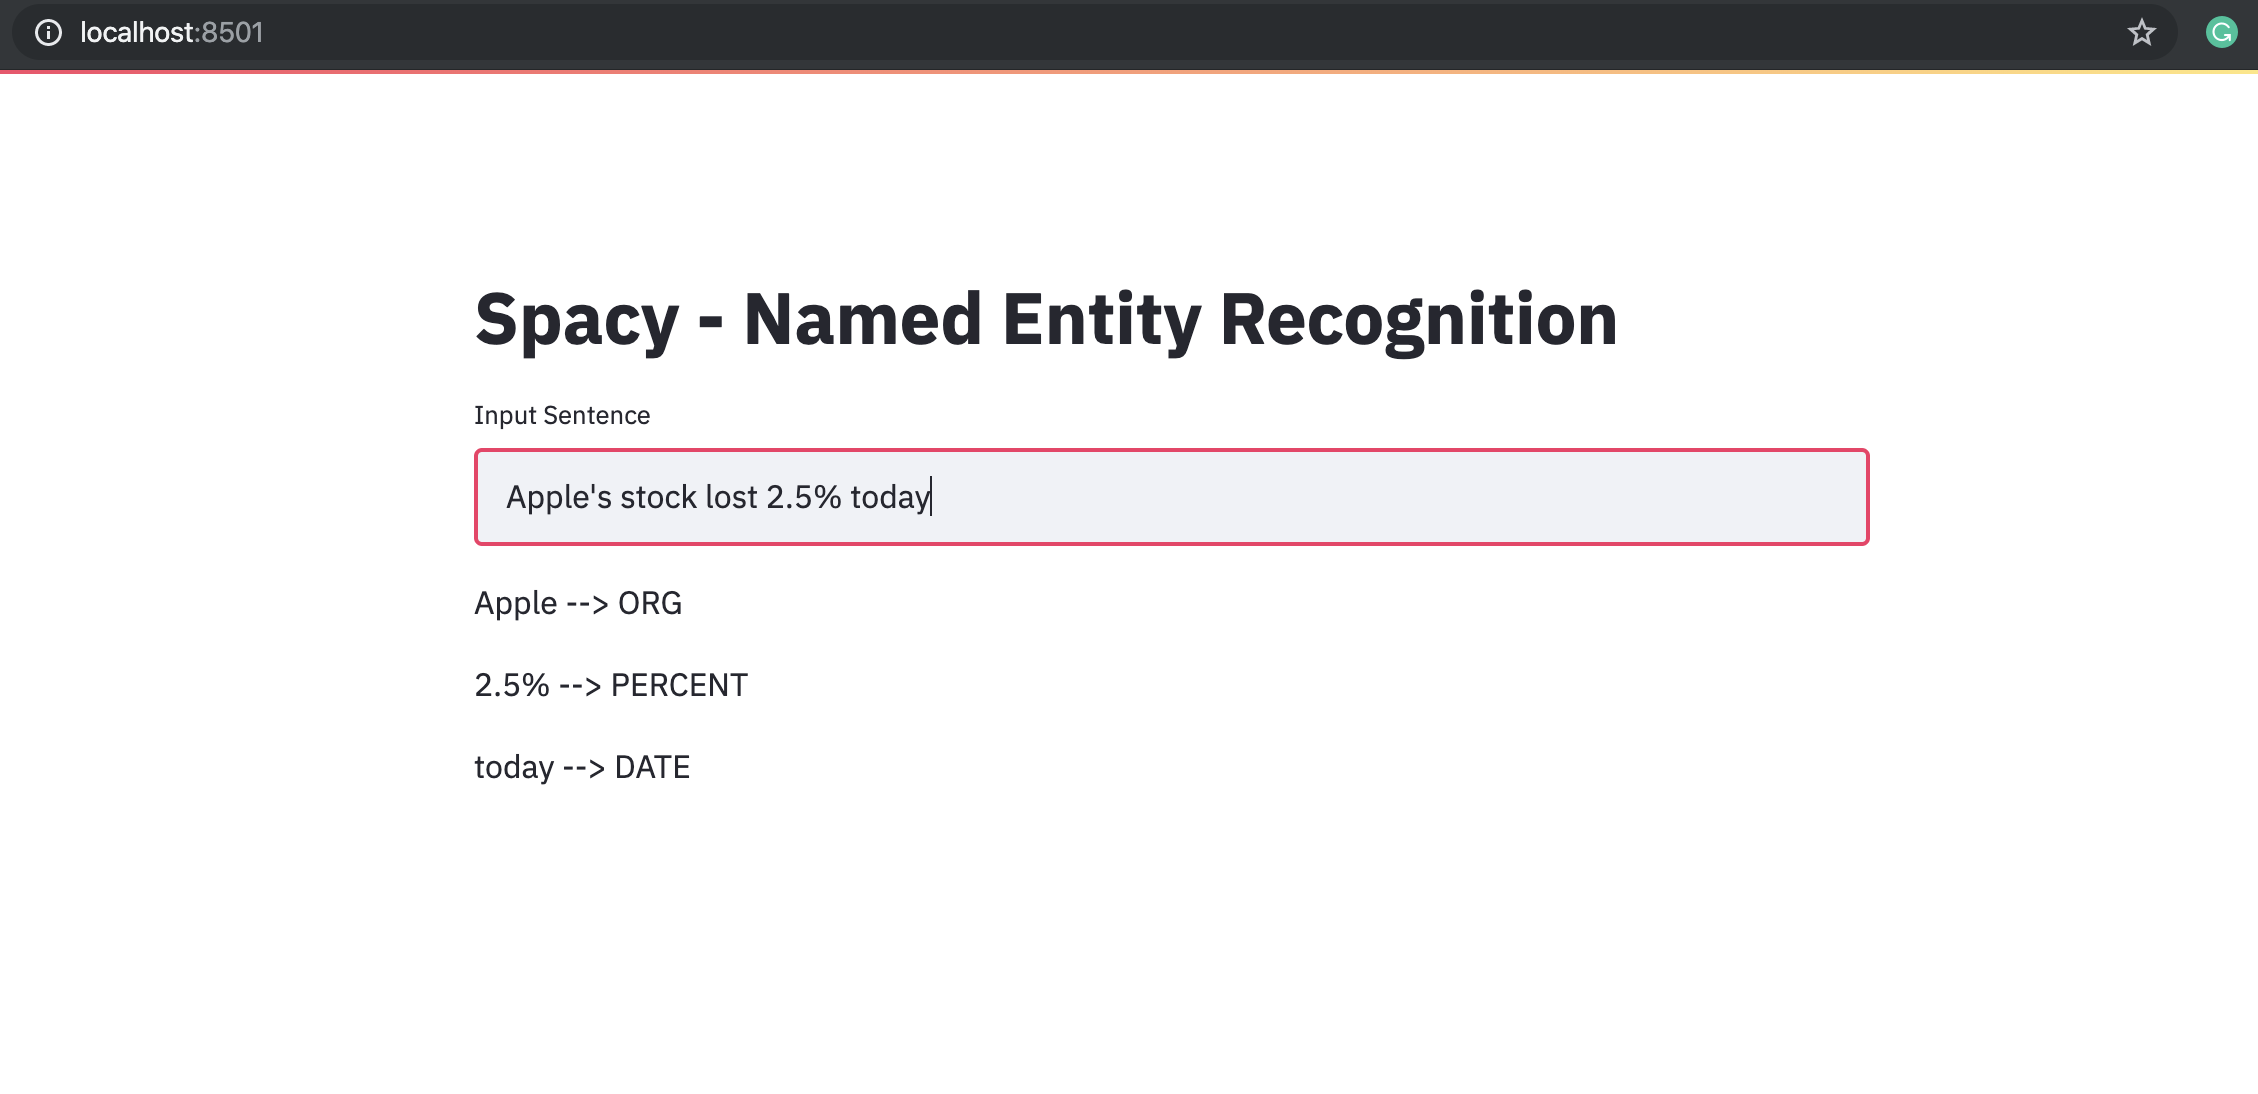 localhost:8501
G
Spacy - Named Entity Recognition
Input Sentence
Apple's stock lost 2.5% today
Apple --> ORG
2.5% --> PERCENT
today --> DATE